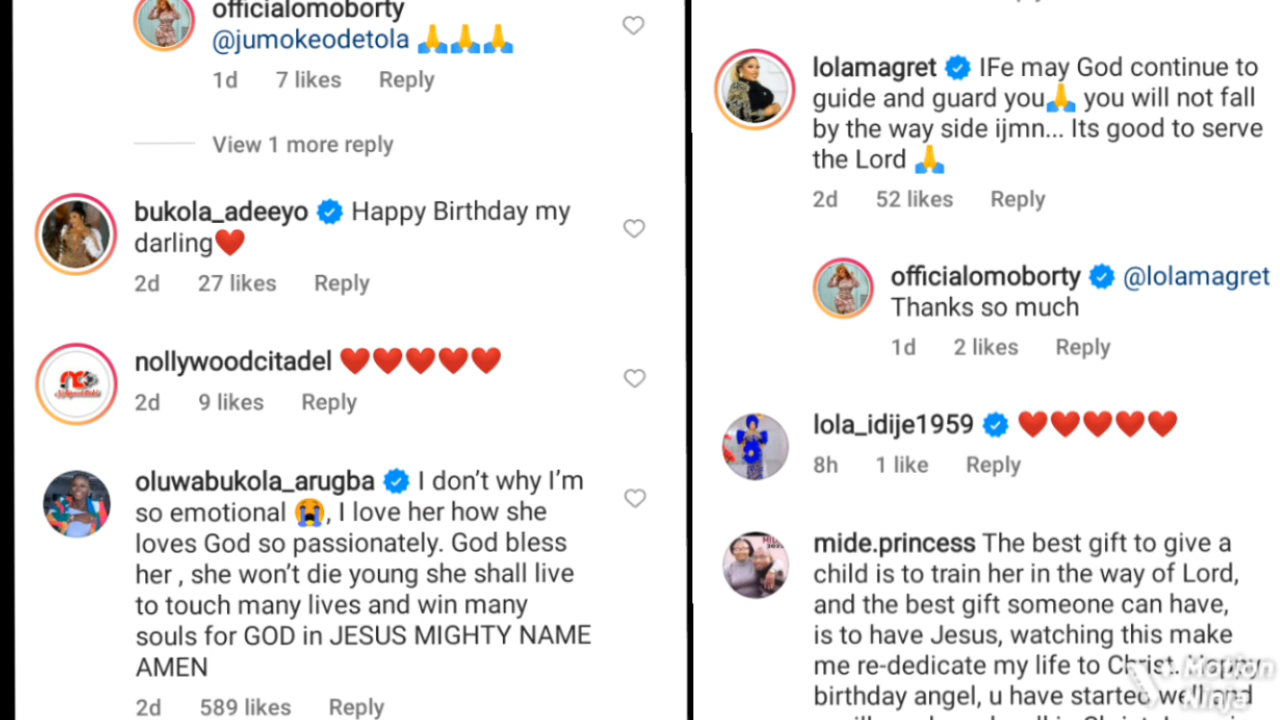 officialomoborty
@jumokeodetola 🙏🙏🙏
1d 7 likes Reply
View 1 more reply
bukola_adeeyo Happy Birthday my
darling❤️
2d 27 likes Reply
nollywoodcitadel ❤️❤️❤️❤️❤️
2d 9 likes Reply
oluwabukola_arugba I don’t why I’m
so emotional 😭, I love her how she
loves God so passionately. God bless
her , she won’t die young she shall live
to touch many lives and win many
souls for GOD in JESUS MIGHTY NAME
AMEN
2d 589 likes Reply
lolamagret IFe may God continue to
guide and guard you🙏 you will not fall
by the way side ijmn... Its good to serve
the Lord 🙏
2d 52 likes Reply
officialomoborty @lolamagret
Thanks so much
1d 2 likes Reply
lola_idije1959 ❤️❤️❤️❤️❤️
8h 1 like Reply
mide.princess The best gift to give a
child is to train her in the way of Lord,
and the best gift someone can have,
is to have Jesus, watching this make
me re-dedicate my life to Christ. Happy
birthday angel, u have started well and
Motion
Ninja